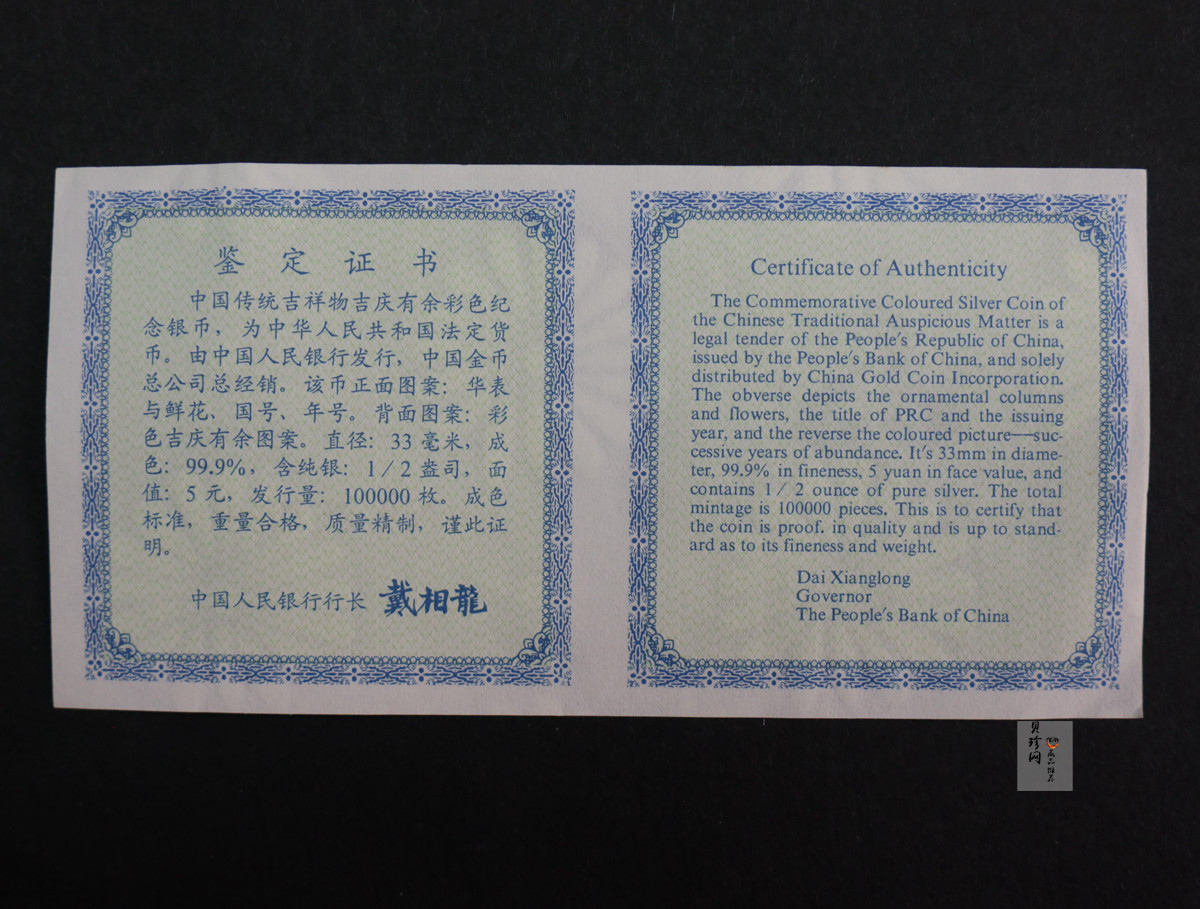 鉴定证书
中国传统吉祥物吉庆有余彩色纪
念银币，为中华人民共和国法定货
币。由中国人民银行发行，中国金币
总公司总经销。该币正面图案：华表
与鲜花、国号、年号。背面图案：彩
色吉庆有余图案。直径：33毫米，成
色：99.9%，含纯银：1/2盎司，面
值：5元，发行量：100000枚。成色
标准，重量合格，质量精制，谨此证
明。
中国人民银行行长 戴相龍
Certificate of Authenticity
The Commemorative Coloured Silver Coin of
the Chinese Traditional Auspicious Matter is a
legal tender of the People's Republic of China,
issued by the People's Bank of China, and solely
distributed by China Gold Coin Incorporation.
The obverse depicts the ornamental columns
and flowers, the title of PRC and the issuing
year, and the reverse the coloured picture—suc-
cessive years of abundance. It's 33mm in diame-
ter, 99.9% in fineness, 5 yuan in face value, and
contains 1/2 ounce of pure silver. The total
mintage is 100000 pieces. This is to certify that
the coin is proof. in quality and is up to stand-
ard as to its fineness and weight.
Dai Xianglong
Governor
The People's Bank of China
贝珍网